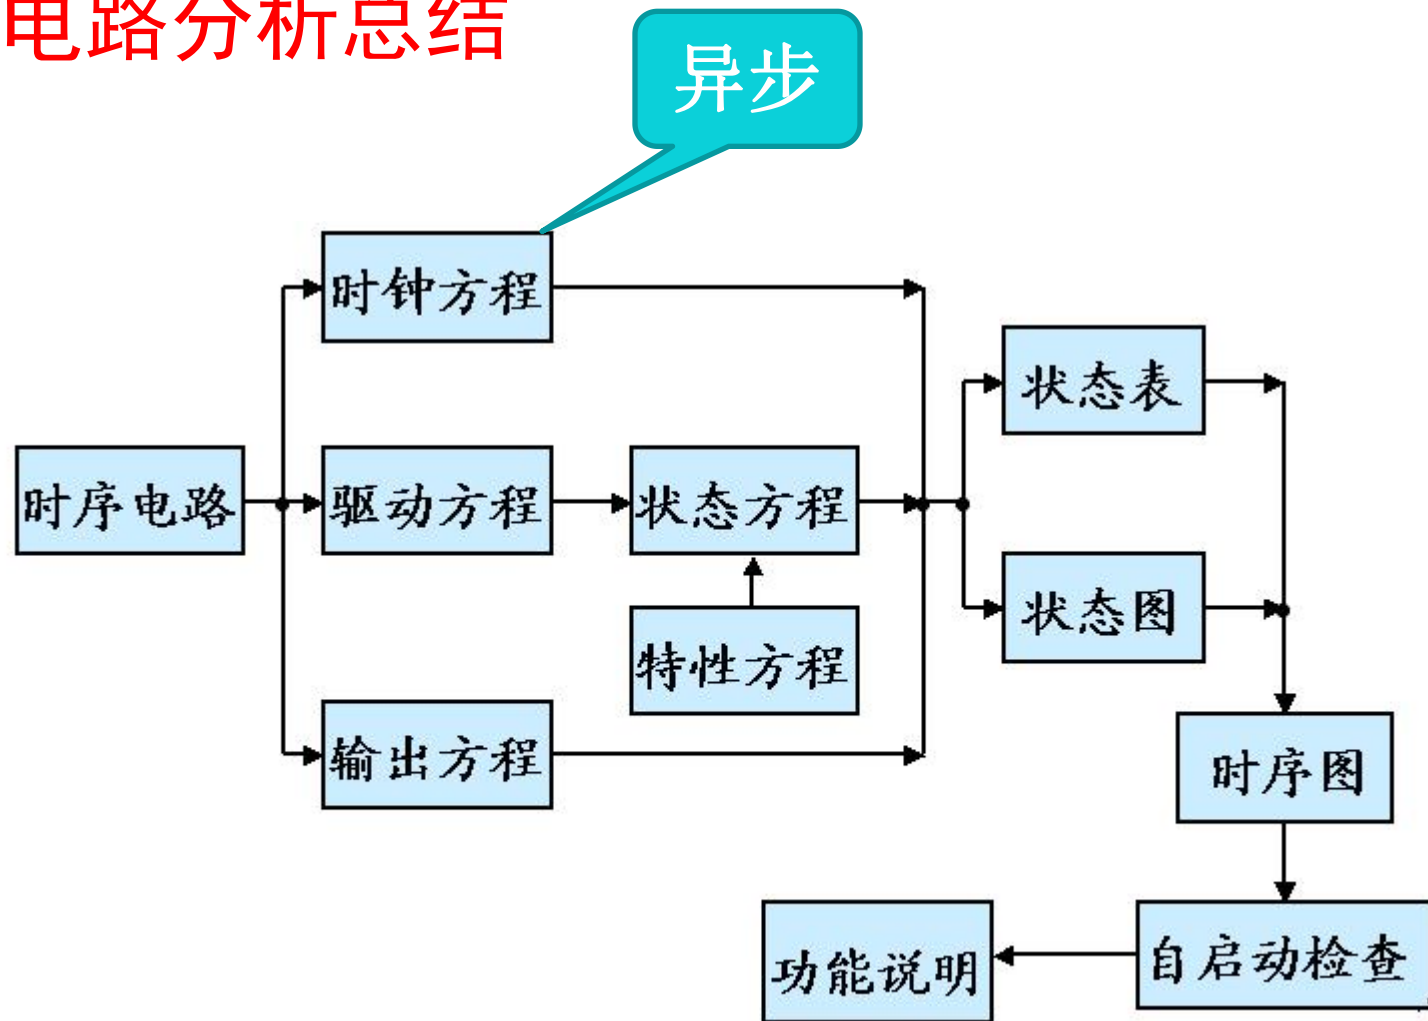 电路分析总结
异步
时钟方程
状态表
时序电路
驱动方程
状态方程
状态图
特性方程
输出方程
时序图
功能说明
自启动检查